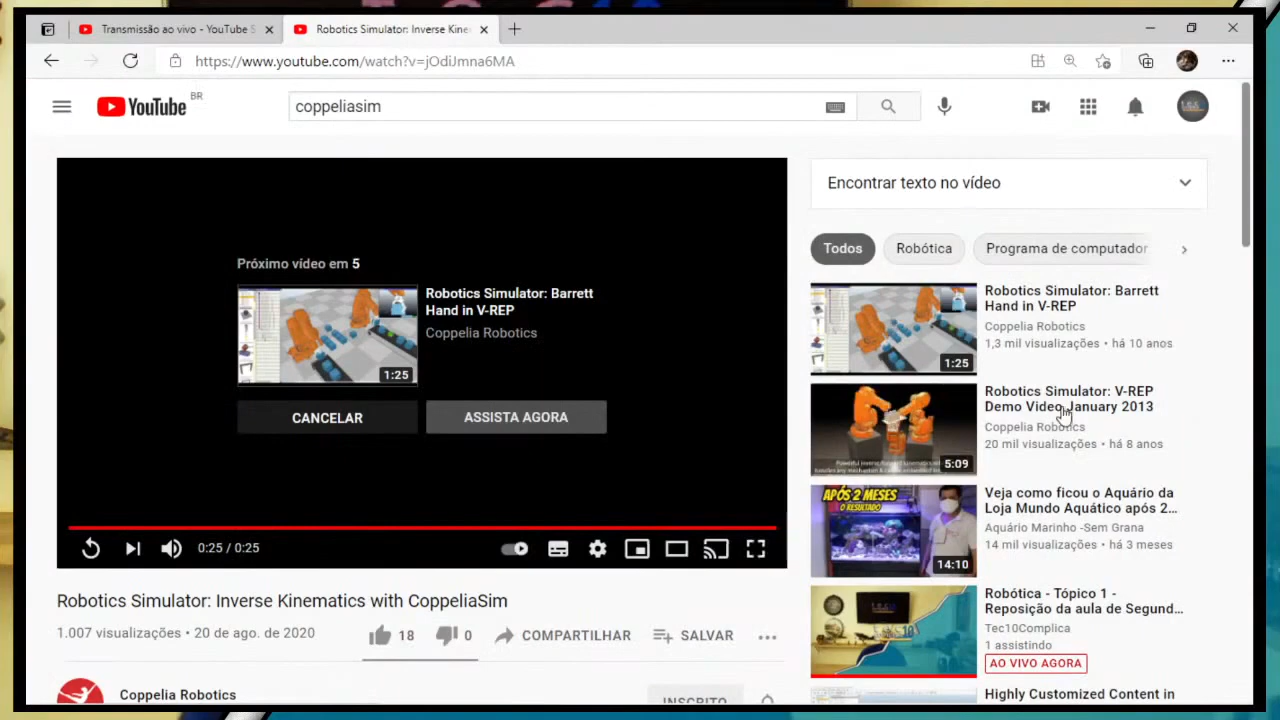 Transmissão ao vivo - YouTube S
Robotics Simulator: Inverse Kine
https://www.youtube.com/watch?v=jOdiJmna6MA
YouTube BR
coppeliasim
Próximo vídeo em 5
Robotics Simulator: Barrett
Hand in V-REP
Coppelia Robotics
1:25
CANCELAR
ASSISTA AGORA
0:25 / 0:25
Robotics Simulator: Inverse Kinematics with CoppeliaSim
1.007 visualizações • 20 de ago. de 2020
18
0
COMPARTILHAR
SALVAR
Coppelia Robotics
INSCRITO
Encontrar texto no vídeo
Todos
Robótica
Programa de computador
1:25
Robotics Simulator: Barrett
Hand in V-REP
Coppelia Robotics
1,3 mil visualizações • há 10 anos
5:09
Robotics Simulator: V-REP
Demo Video January 2013
Coppelia Robotics
20 mil visualizações • há 8 anos
APÓS 2 MESES
O RESULTADO
14:10
Veja como ficou o Aquário da
Loja Mundo Aquático após 2...
Aquário Marinho -Sem Grana
14 mil visualizações • há 3 meses
Robótica - Tópico 1 -
Reposição da aula de Segund...
Tec10Complica
1 assistindo
AO VIVO AGORA
Highly Customized Content in